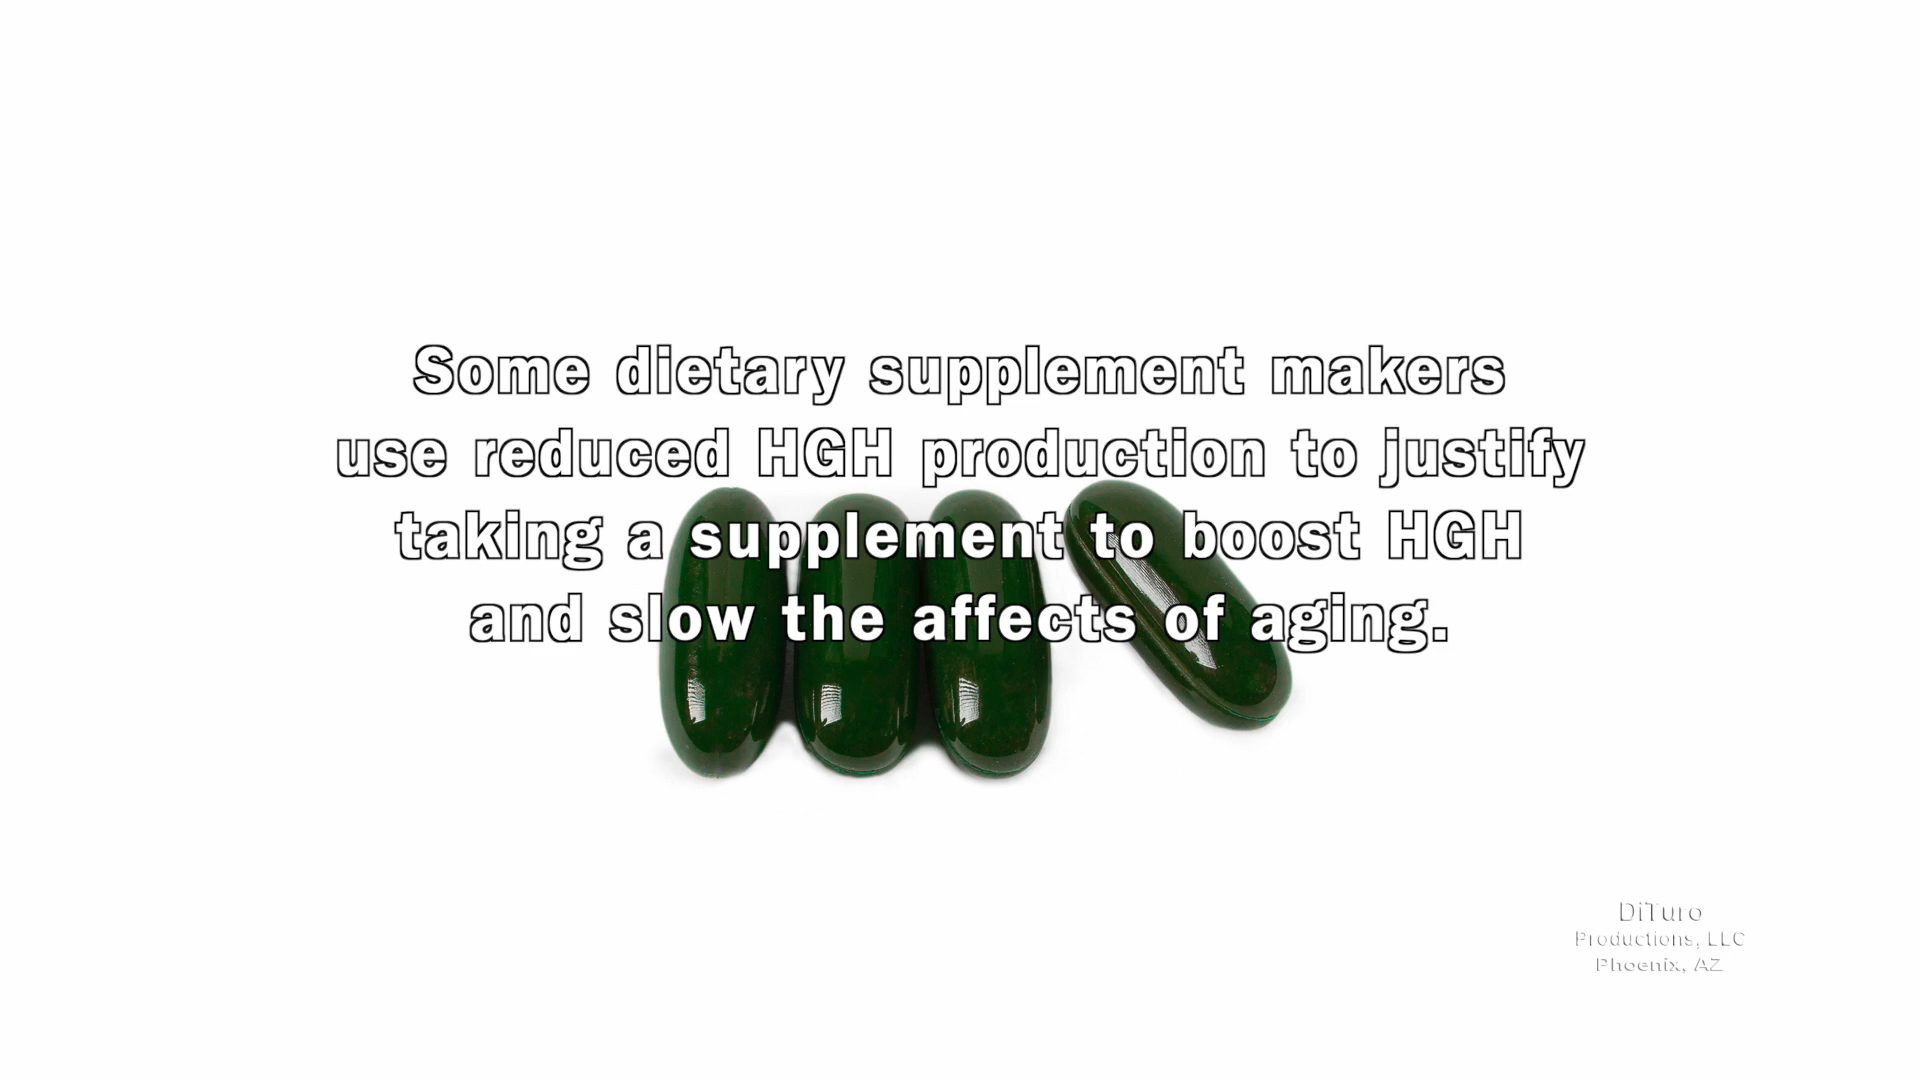 Some dietary supplement makers
use reduced HGH production to justify
taking a supplement to boost HGH
and slow the affects of aging.
DiTuro
Productions, LLC
Phoenix, AZ